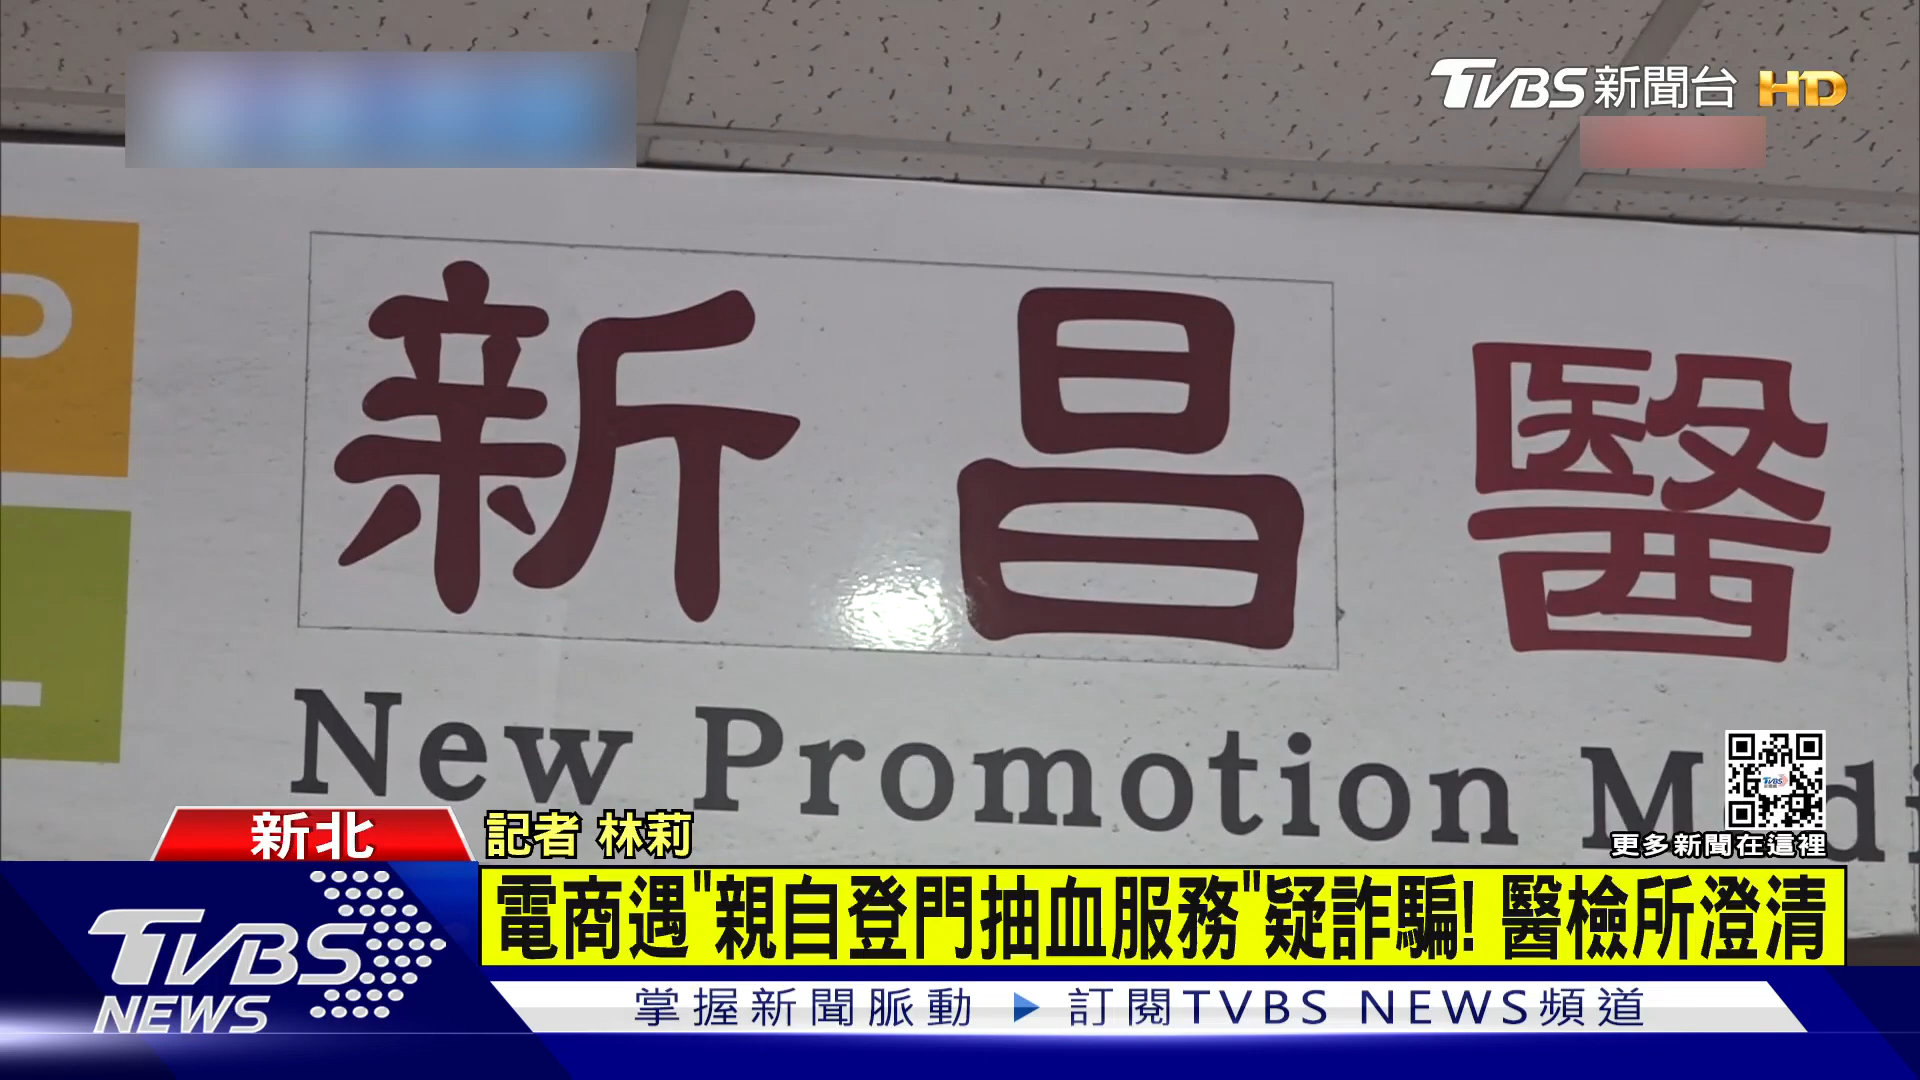 TVBS新聞台 HD
新昌醫
New Promotion
更多新聞在這裡
新北
記者 林莉
電商遇"親自登門抽血服務"疑詐騙! 醫檢所澄清
TVBS
NEWS
掌握新聞脈動 ▶ 訂閱TVBS NEWS頻道